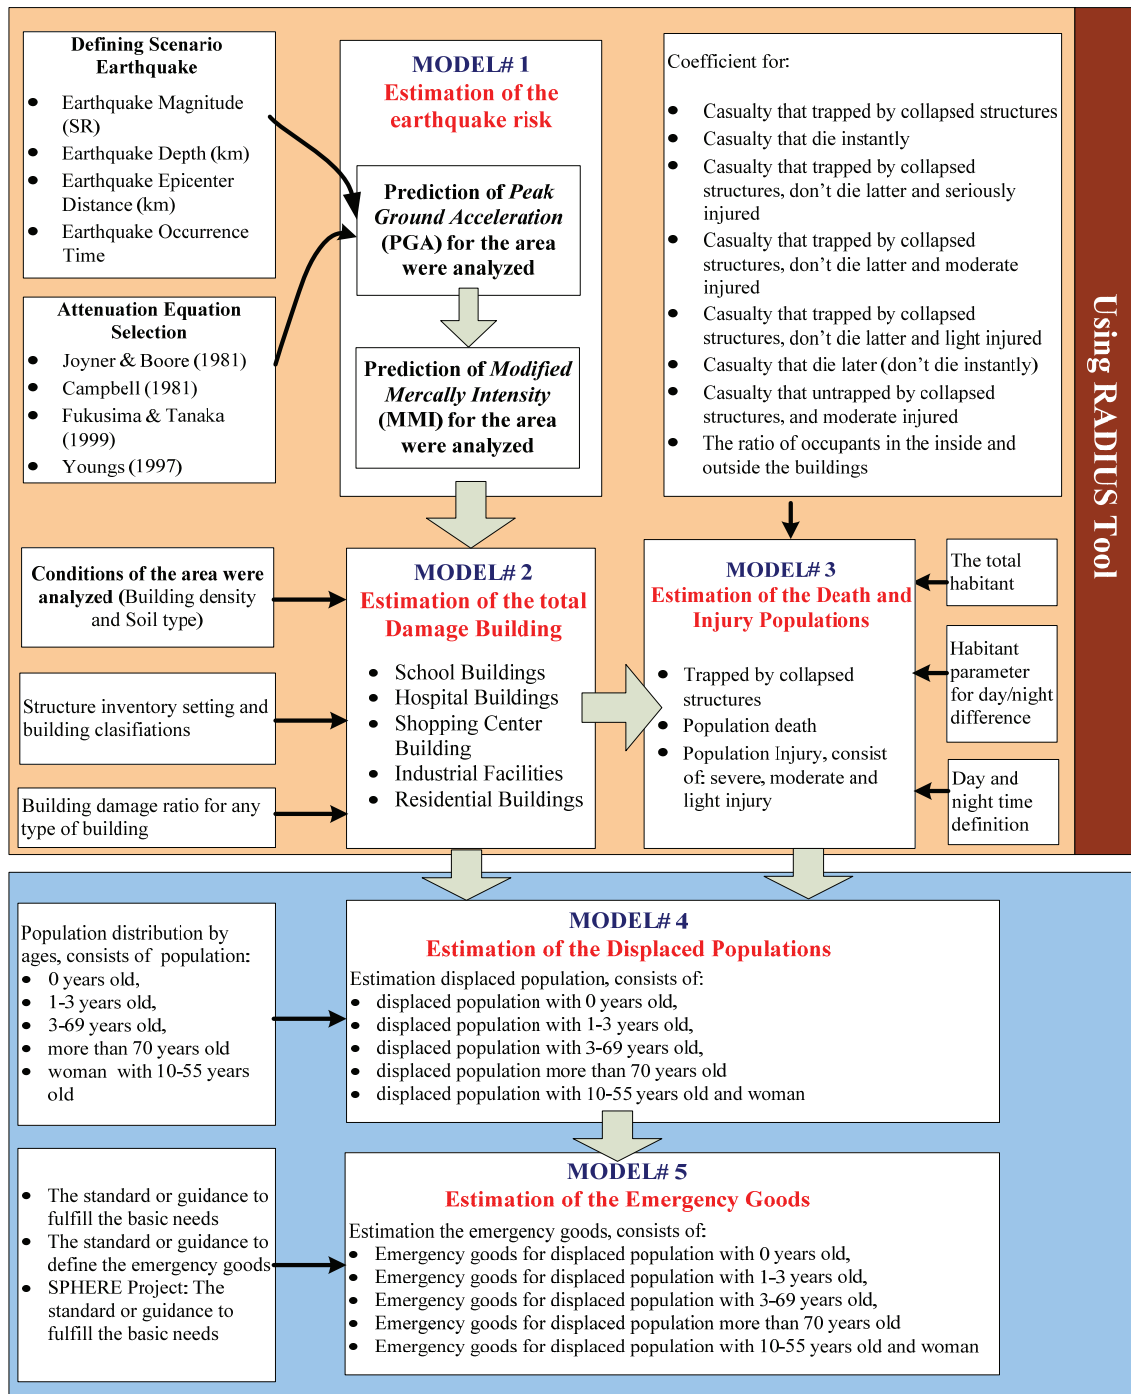 Defining Scenario
Earthquake
• Earthquake Magnitude
(SR)
• Earthquake Depth (km)
• Earthquake Epicenter
Distance (km)
• Earthquake Occurrence
Time
Attenuation Equation
Selection
• Joyner & Boore (1981)
• Campbell (1981)
• Fukusima & Tanaka
(1999)
• Youngs (1997)
MODEL# 1
Estimation of the
earthquake risk
Prediction of Peak
Ground Acceleration
(PGA) for the area
were analyzed
Prediction of Modified
Mercally Intensity
(MMI) for the area
were analyzed
Coefficient for:
• Casualty that trapped by collapsed structures
• Casualty that die instantly
• Casualty that trapped by collapsed
structures, don't die latter and seriously
injured
• Casualty that trapped by collapsed
structures, don't die latter and moderate
injured
• Casualty that trapped by collapsed
structures, don't die latter and light injured
• Casualty that die later (don't die instantly)
• Casualty that untrapped by collapsed
structures, and moderate injured
• The ratio of occupants in the inside and
outside the buildings
Using RADIUS Tool
Conditions of the area were
analyzed (Building density
and Soil type)
Structure inventory setting and
building clasifiations
Building damage ratio for any
type of building
MODEL# 2
Estimation of the total
Damage Building
• School Buildings
• Hospital Buildings
• Shopping Center
Building
• Industrial Facilities
• Residential Buildings
MODEL# 3
Estimation of the Death and
Injury Populations
• Trapped by collapsed
structures
• Population death
• Population Injury, consist
of: severe, moderate and
light injury
The total
habitant
Habitant
parameter
for day/night
difference
Day and
night time
definition
Population distribution by
ages, consists of population:
• 0 years old,
• 1-3 years old,
• 3-69 years old,
• more than 70 years old
• woman with 10-55 years
old
MODEL# 4
Estimation of the Displaced Populations
Estimation displaced population, consists of:
• displaced population with 0 years old,
• displaced population with 1-3 years old,
• displaced population with 3-69 years old,
• displaced population more than 70 years old
• displaced population with 10-55 years old and woman
• The standard or guidance to
fulfill the basic needs
• The standard or guidance to
define the emergency goods
• SPHERE Project: The
standard or guidance to
fulfill the basic needs
MODEL# 5
Estimation of the Emergency Goods
Estimation the emergency goods, consists of:
• Emergency goods for displaced population with 0 years old,
• Emergency goods for displaced population with 1-3 years old,
• Emergency goods for displaced population with 3-69 years old,
• Emergency goods for displaced population more than 70 years old
• Emergency goods for displaced population with 10-55 years old and woman